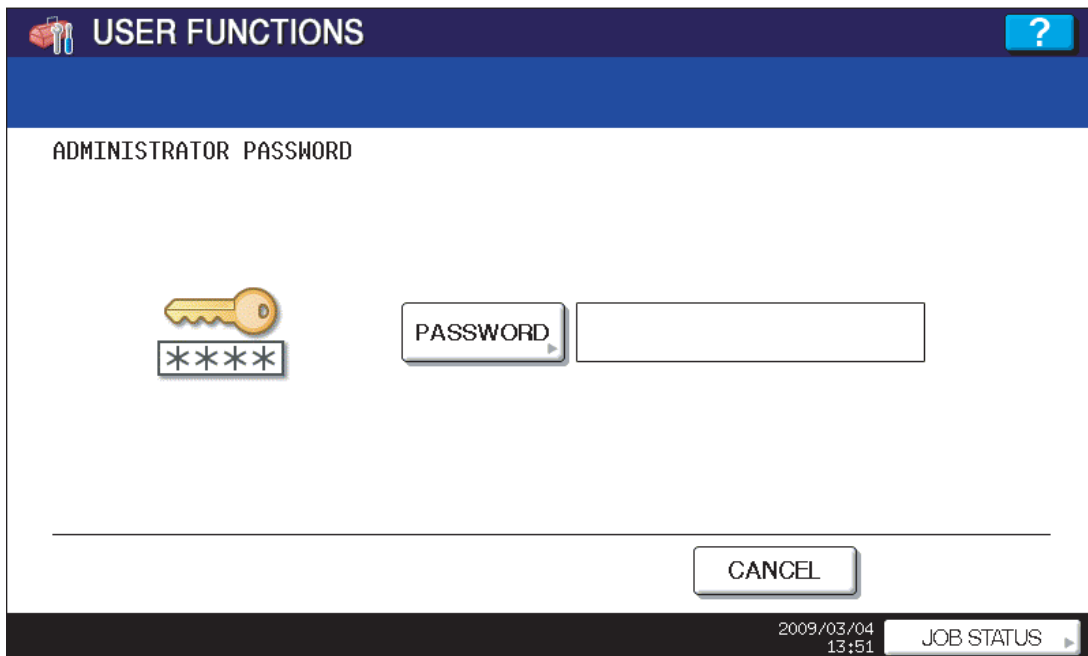 USER FUNCTIONS
?
ADMINISTRATOR PASSWORD
PASSWORD
****
CANCEL
2009/03/04
13:51
JOB STATUS